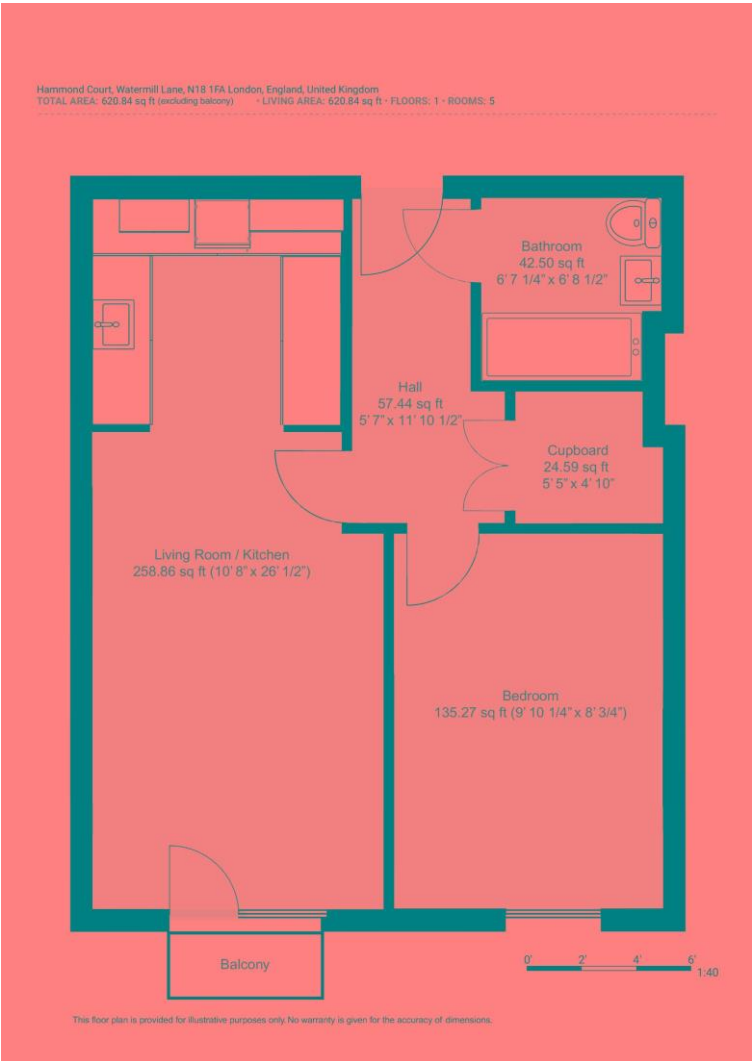 Hammond Court, Watermill Lane, N18 1FA London, England, United Kingdom
TOTAL AREA: 620.84 sq ft (excluding balcony) · LIVING AREA: 620.84 sq ft · FLOORS: 1 · ROOMS: 5
Bathroom
42.50 sq ft
6' 7 1/4" x 6' 8 1/2"
Hall
57.44 sq ft
5' 7" x 11' 10 1/2"
Cupboard
24.59 sq ft
5' 5" x 4' 10"
Living Room / Kitchen
258.86 sq ft (10' 8" x 26' 1/2")
Bedroom
135.27 sq ft (9' 10 1/4" x 8' 3/4")
Balcony
0' 2' 4' 6'
1:40
This floor plan is provided for illustrative purposes only. No warranty is given for the accuracy of dimensions.